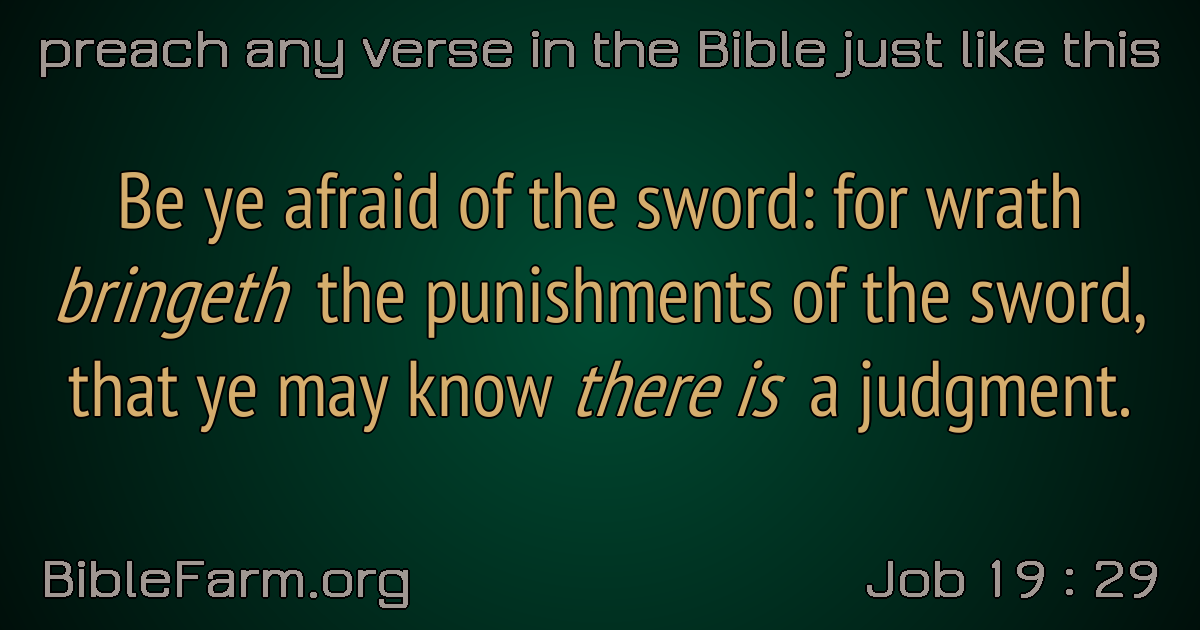 preach any verse in the Bible just like this
Be ye afraid of the sword: for wrath
bringeth the punishments of the sword,
that ye may know there is a judgment.
BibleFarm.org
Job 19 : 29